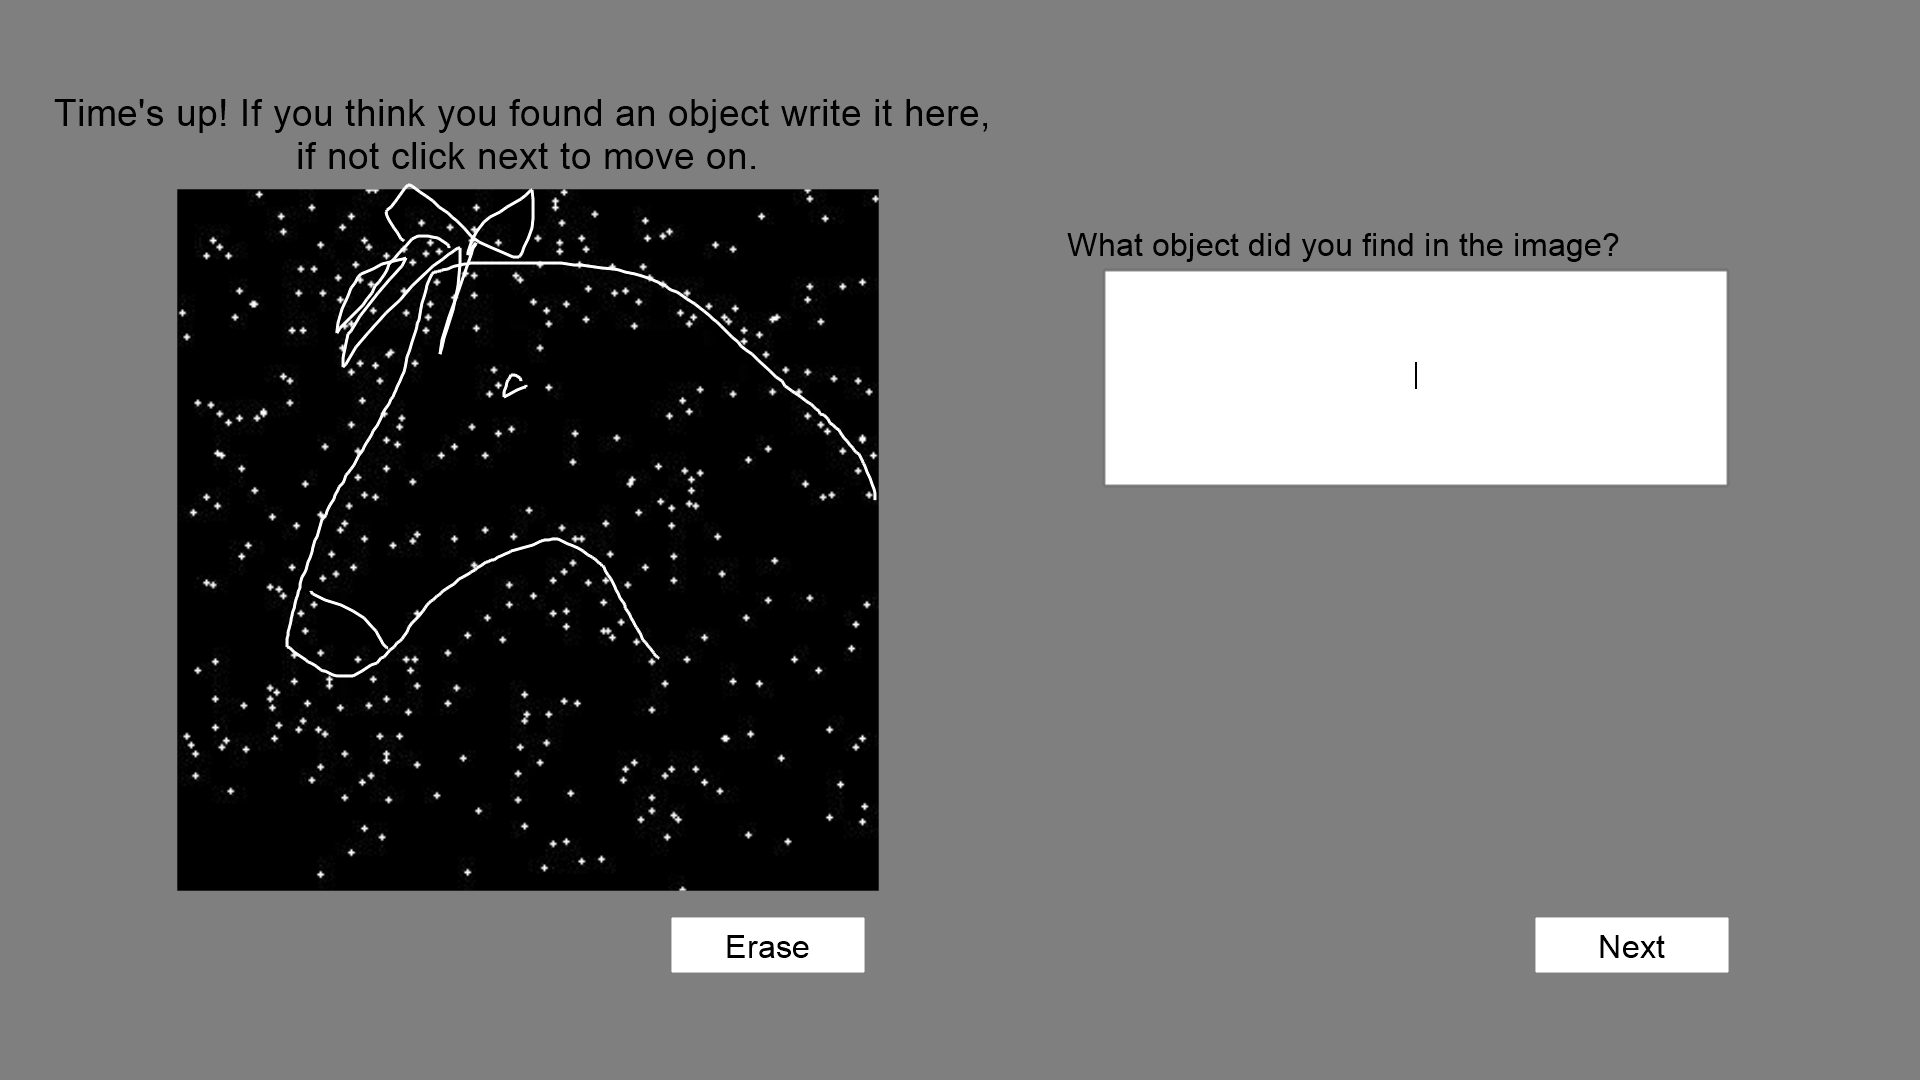 Time's up! If you think you found an object write it here,
if not click next to move on.
What object did you find in the image?
Erase
Next